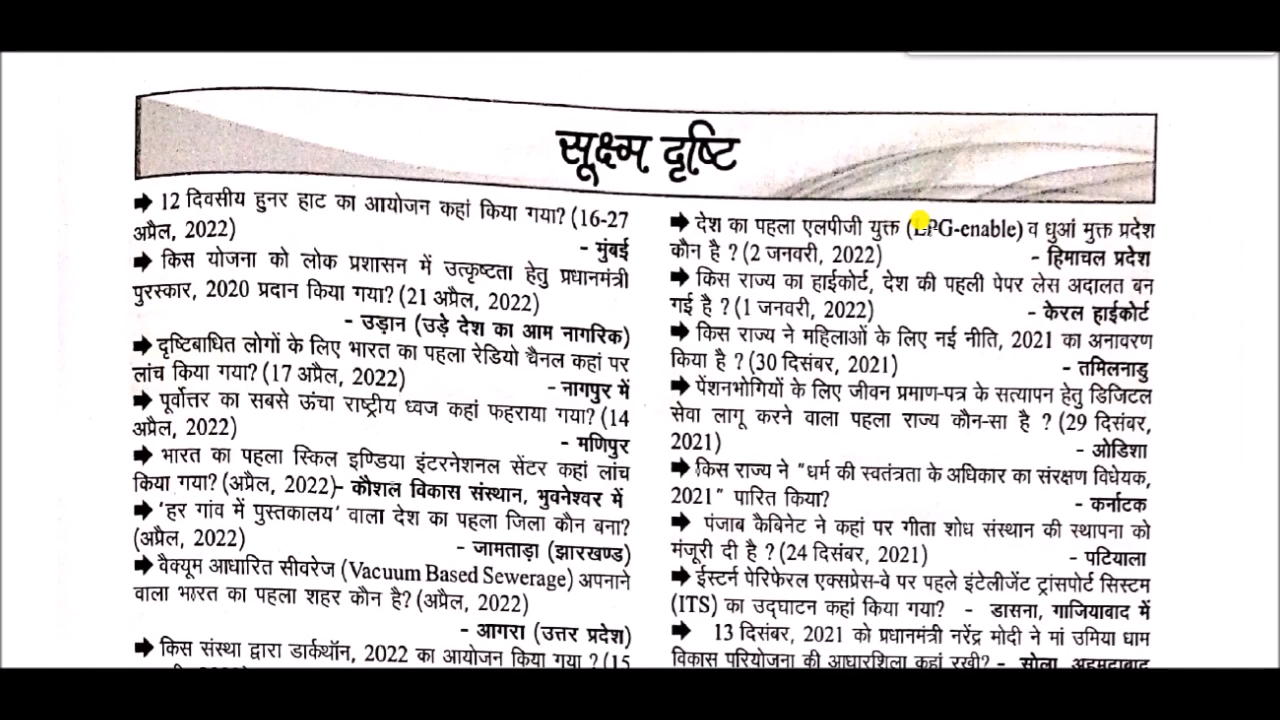 सूक्ष्म दृष्टि
➡ 12 दिवसीय हुनर हाट का आयोजन कहां किया गया? (16-27
अप्रैल, 2022) - मुंबई
➡ किस योजना को लोक प्रशासन में उत्कृष्टता हेतु प्रधानमंत्री
पुरस्कार, 2020 प्रदान किया गया? (21 अप्रैल, 2022)
- उड़ान (उड़े देश का आम नागरिक)
➡ दृष्टिबाधित लोगों के लिए भारत का पहला रेडियो चैनल कहां पर
लांच किया गया? (17 अप्रैल, 2022) - नागपुर में
➡ पूर्वोत्तर का सबसे ऊंचा राष्ट्रीय ध्वज कहां फहराया गया? (14
अप्रैल, 2022) - मणिपुर
➡ भारत का पहला स्किल इण्डिया इंटरनेशनल सेंटर कहां लांच
किया गया? (अप्रैल, 2022)- कौशल विकास संस्थान, भुवनेश्वर में
➡ 'हर गांव में पुस्तकालय' वाला देश का पहला जिला कौन बना?
(अप्रैल, 2022) - जामताड़ा (झारखण्ड)
➡ वैक्यूम आधारित सीवरेज (Vacuum Based Sewerage) अपनाने
वाला भारत का पहला शहर कौन है? (अप्रैल, 2022)
- आगरा (उत्तर प्रदेश)
➡ किस संस्था द्वारा डार्कथॉन, 2022 का आयोजन किया गया ? (15
➡ देश का पहला एलपीजी युक्त (LPG-enable) व धुआं मुक्त प्रदेश
कौन है ? (2 जनवरी, 2022) - हिमाचल प्रदेश
➡ किस राज्य का हाईकोर्ट, देश की पहली पेपर लेस अदालत बन
गई है ? (1 जनवरी, 2022) - केरल हाईकोर्ट
➡ किस राज्य ने महिलाओं के लिए नई नीति, 2021 का अनावरण
किया है ? (30 दिसंबर, 2021) - तमिलनाडु
➡ पेंशनभोगियों के लिए जीवन प्रमाण-पत्र के सत्यापन हेतु डिजिटल
सेवा लागू करने वाला पहला राज्य कौन-सा है ? (29 दिसंबर,
2021) - ओडिशा
➡ किस राज्य ने "धर्म की स्वतंत्रता के अधिकार का संरक्षण विधेयक,
2021" पारित किया? - कर्नाटक
➡ पंजाब कैबिनेट ने कहां पर गीता शोध संस्थान की स्थापना को
मंजूरी दी है ? (24 दिसंबर, 2021) - पटियाला
➡ ईस्टर्न पेरिफेरल एक्सप्रेस-वे पर पहले इंटेलीजेंट ट्रांसपोर्ट सिस्टम
(ITS) का उद्घाटन कहां किया गया? - डासना, गाजियाबाद में
➡ 13 दिसंबर, 2021 को प्रधानमंत्री नरेंद्र मोदी ने मां उमिया धाम
विकास परियोजना की आधारशिला कहां रखी? - सोला, अहमदाबाद